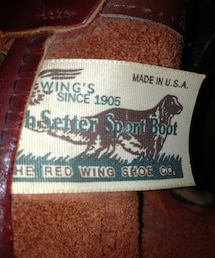 MADE IN U.S.A.
WING'S
SINCE 1905
h Setter Sport Boot
HE RED WING SHOE CO.